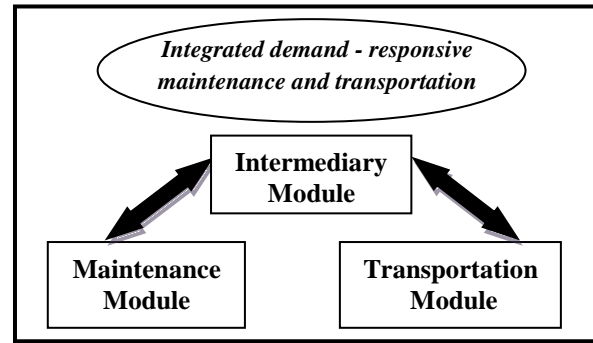 Integrated demand - responsive
maintenance and transportation
Intermediary
Module
Maintenance
Module
Transportation
Module